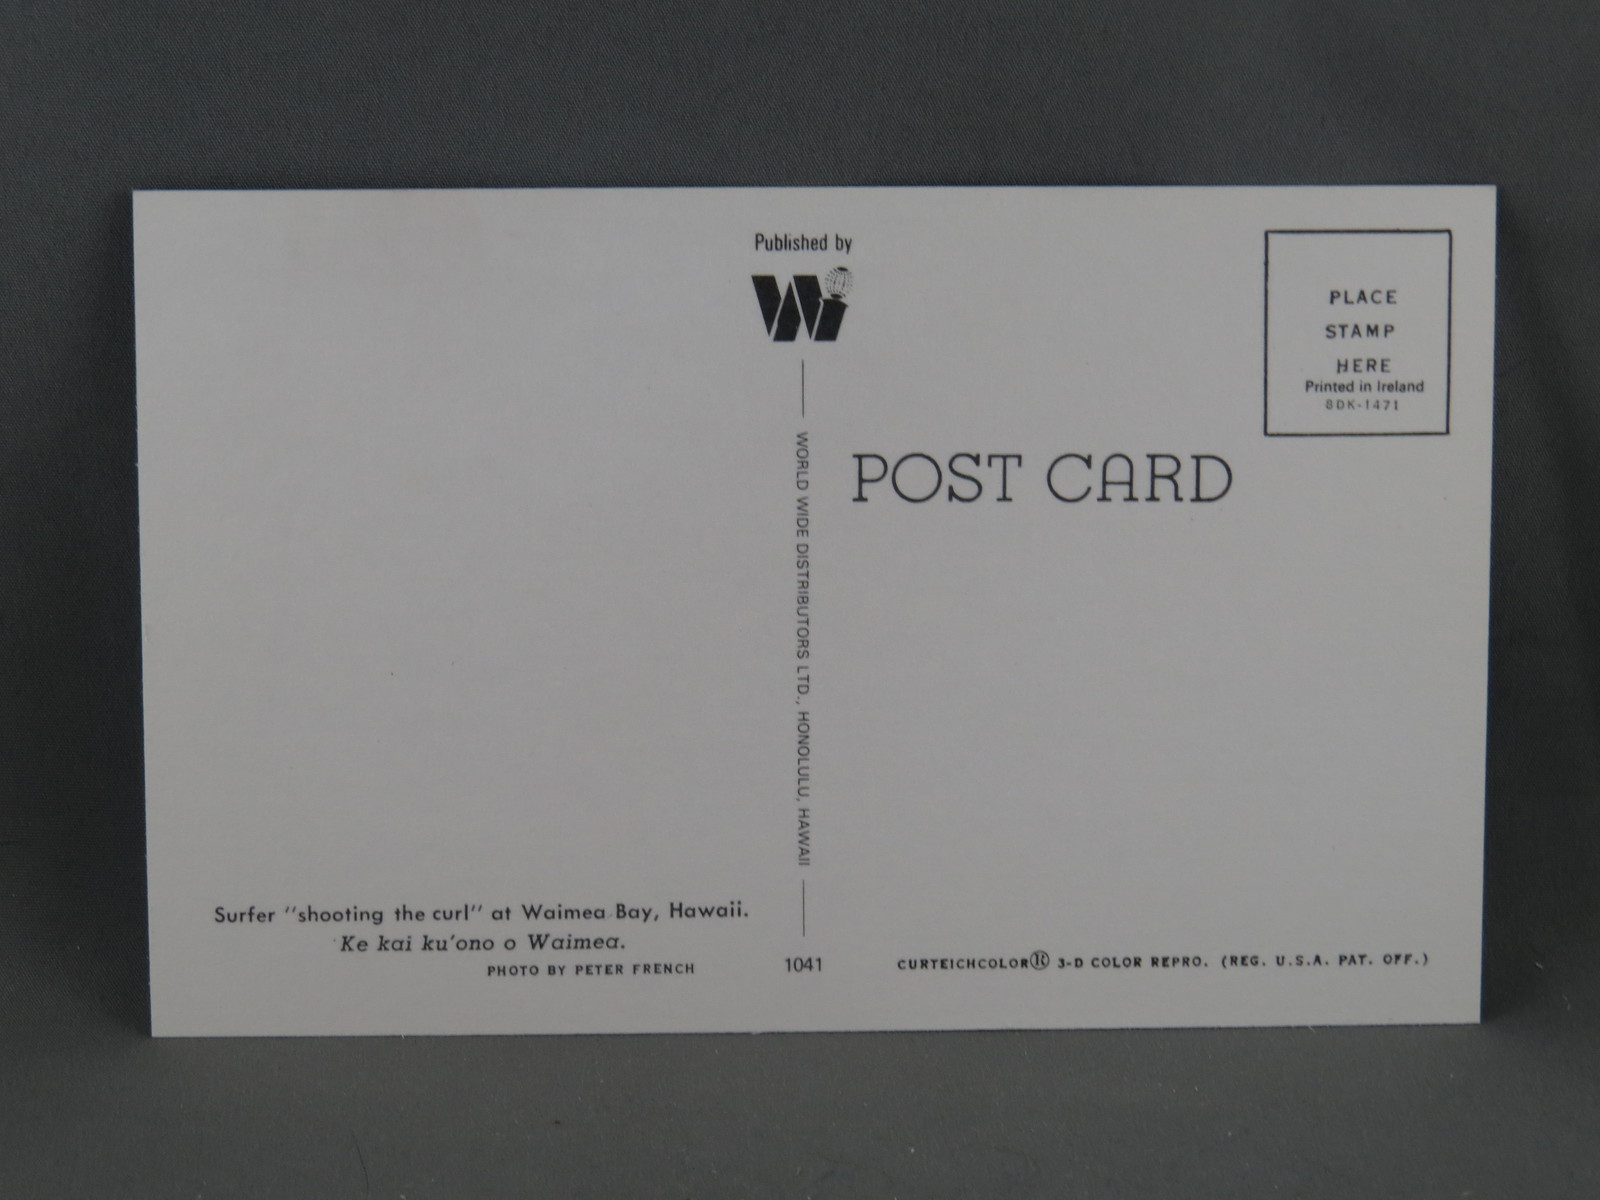 Published by
Wi
PLACE
STAMP
HERE
Printed in Ireland
8DK-1471
WORLD WIDE DISTRIBUTORS LTD., HONOLULU, HAWAII
POST CARD
Surfer "shooting the curl" at Waimea Bay, Hawaii.
Ke kai ku'ono o Waimea.
PHOTO BY PETER FRENCH
1041
CURTEICHCOLOR® 3-D COLOR REPRO. (REG. U.S.A. PAT. OFF.)